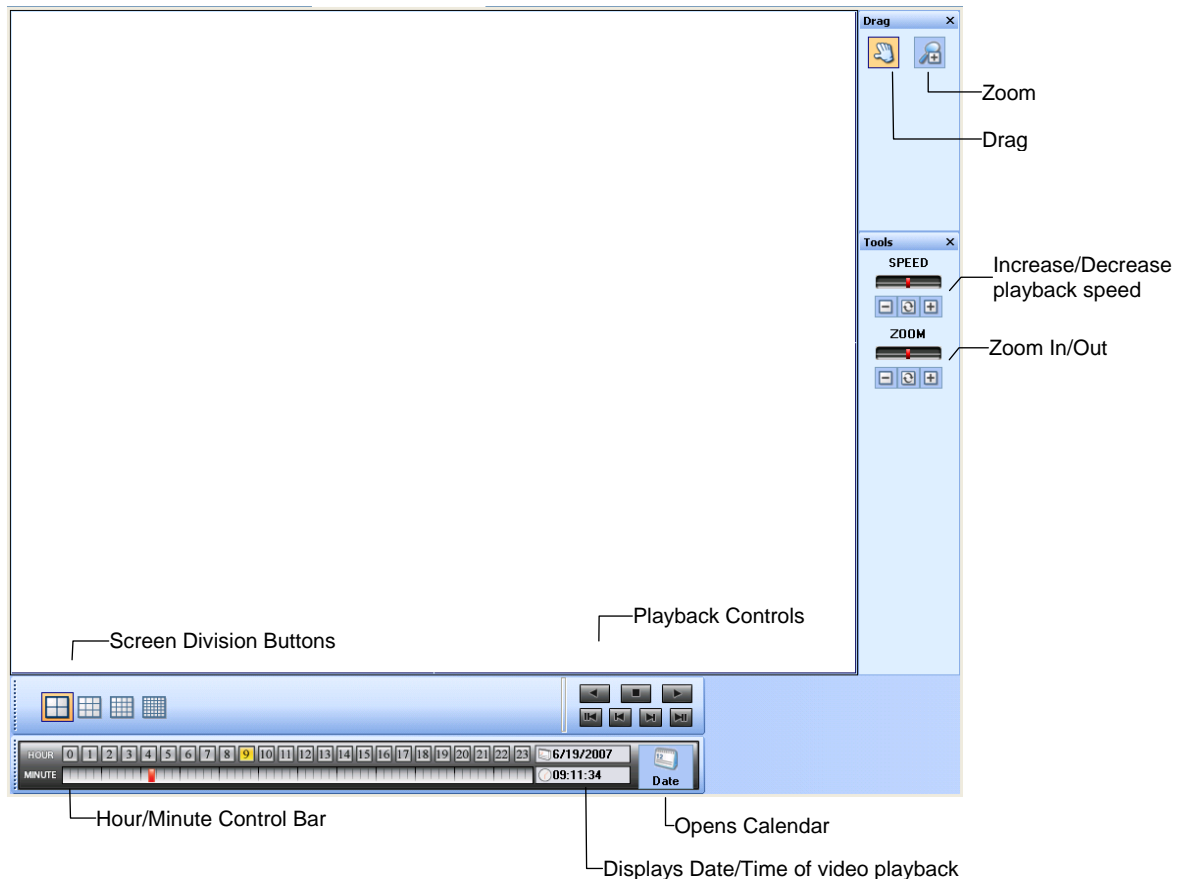 Drag
Zoom
Drag
Tools
SPEED
Increase/Decrease
playback speed
ZOOM
Zoom In/Out
Playback Controls
Screen Division Buttons
HOUR 0 1 2 3 4 5 6 7 8 9 10 11 12 13 14 15 16 17 18 19 20 21 22 23 6/19/2007
12
MINUTE 09:11:34 Date
Hour/Minute Control Bar
Opens Calendar
Displays Date/Time of video playback